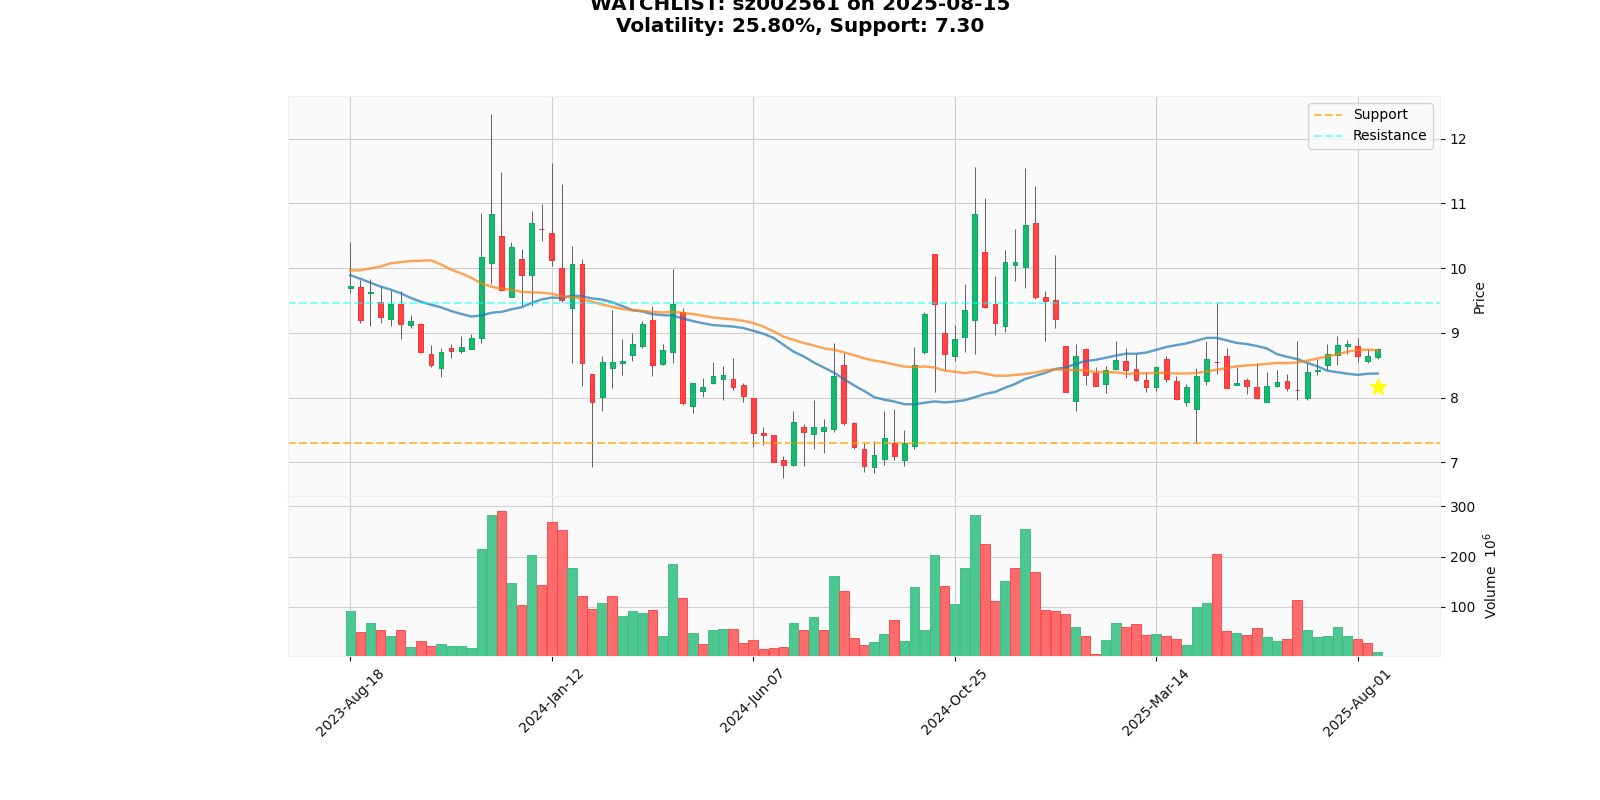 WATCHLIST: sz002561 on 2025-08-15
Volatility: 25.80%, Support: 7.30
Support
Resistance
12
11
10
9
8
7
Price
300
200
100
Volume 10⁶
2023-Aug-18
2024-Jan-12
2024-Jun-07
2024-Oct-25
2025-Mar-14
2025-Aug-01